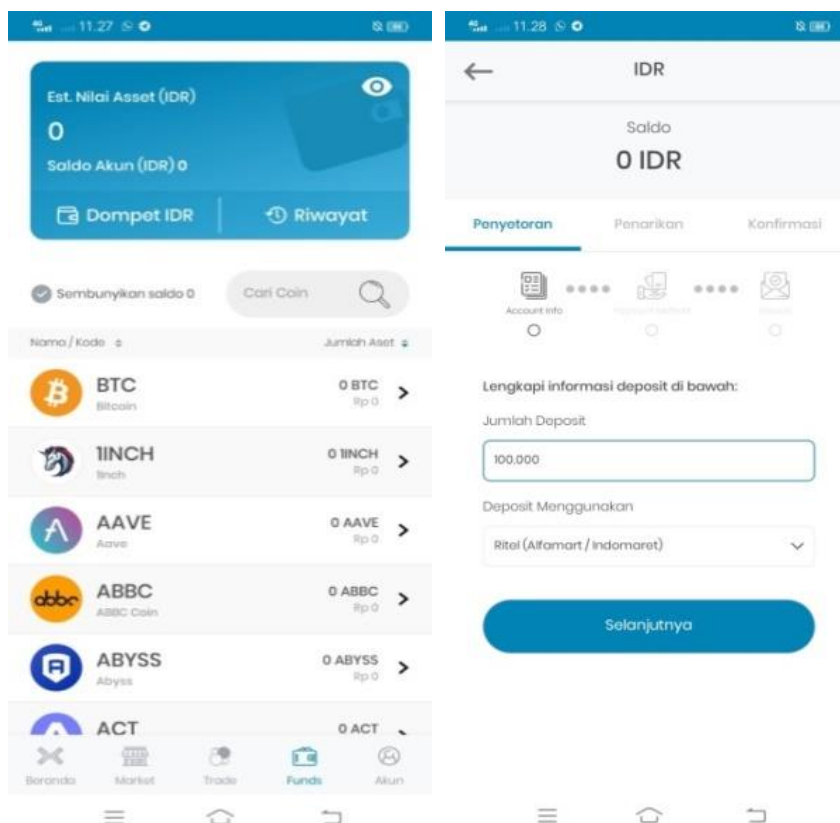 11.27
Est. Nilai Asset (IDR)
0
Saldo Akun (IDR) 0
Dompet IDR
Riwayat
Sembunyikan saldo 0
Cari Coin
Nama / Kode
Jumlah Aset
BTC
0 BTC
Bitcoin
Rp 0
1INCH
0 1INCH
1inch
Rp 0
AAVE
0 AAVE
Aave
Rp 0
abbc
ABBC
0 ABBC
ABBC Coin
Rp 0
ABYSS
0 ABYSS
Abyss
Rp 0
ACT
0 ACT
Beranda
Market
Trade
Funds
Akun
11.28
IDR
Saldo
0 IDR
Penyetoran
Penarikan
Konfirmasi
Account Info
Lengkapi informasi deposit di bawah:
Jumlah Deposit
100.000
Deposit Menggunakan
Ritel (Alfamart / Indomaret)
Selanjutnya